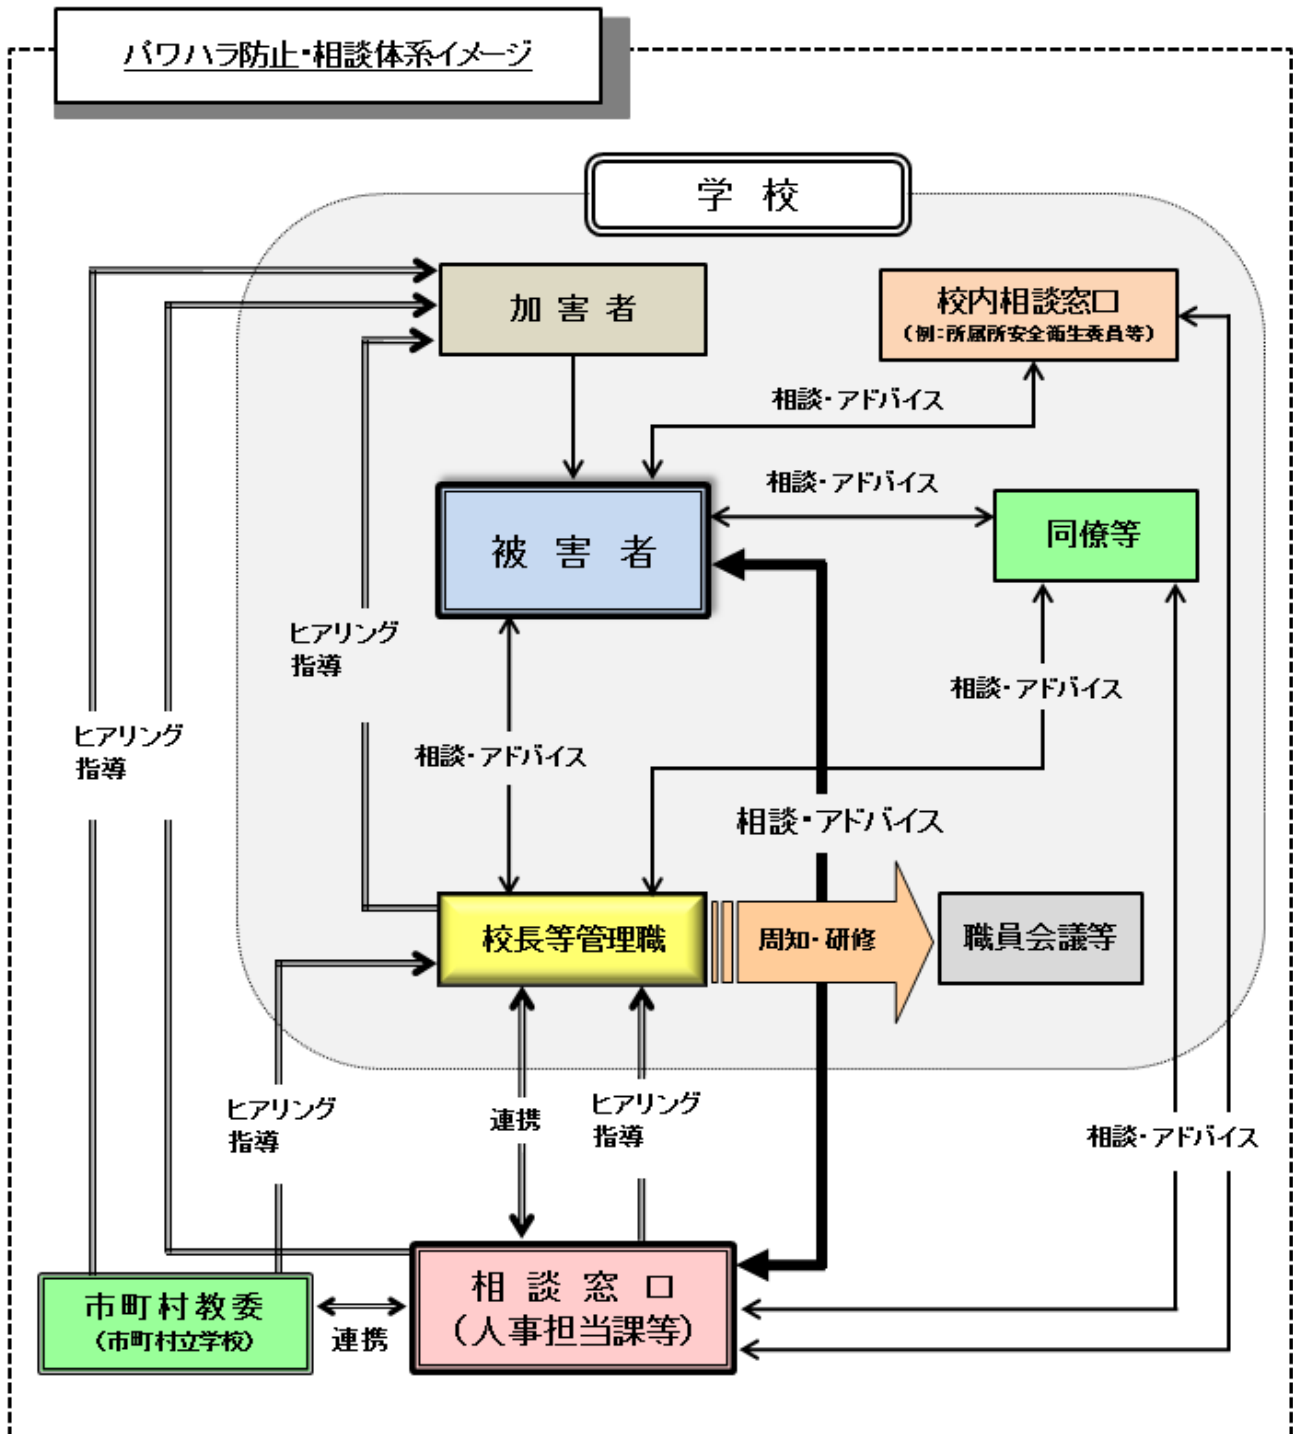 パワハラ防止・相談体系イメージ
学校
加害者
校内相談窓口
（例：所属所安全衛生委員等）
相談・アドバイス
相談・アドバイス
被害者
同僚等
ヒアリング
指導
相談・アドバイス
ヒアリング
指導
相談・アドバイス
相談・アドバイス
校長等管理職
周知・研修
職員会議等
ヒアリング
指導
連携
ヒアリング
指導
相談・アドバイス
相談窓口
（人事担当課等）
市町村教委
（市町村立学校）
連携